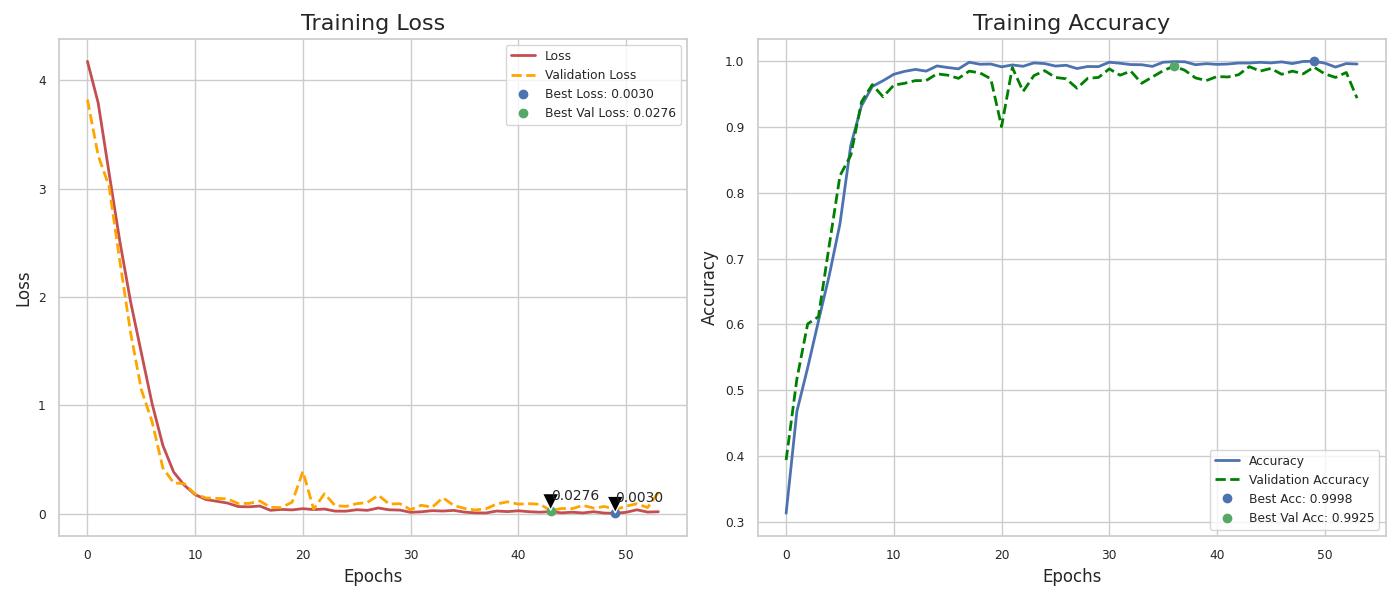 Training Loss
Loss
Validation Loss
Best Loss: 0.0030
Best Val Loss: 0.0276
4
3
2
1
0
Loss
0.0276
0.0030
0
10
20
30
40
50
Epochs
Training Accuracy
1.0
0.9
0.8
0.7
0.6
0.5
0.4
0.3
Accuracy
Accuracy
Validation Accuracy
Best Acc: 0.9998
Best Val Acc: 0.9925
0
10
20
30
40
50
Epochs